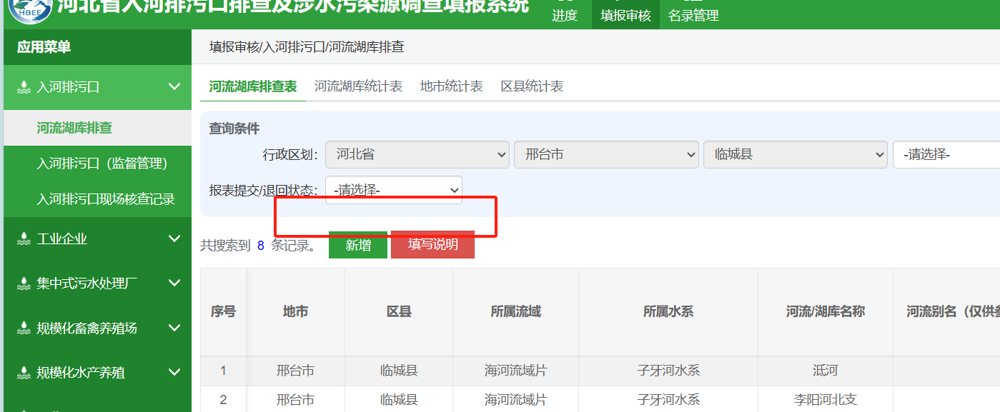 河北省入河排污口排查及涉水污染源调查填报系统
HBEE
进度
填报审核
名录管理
应用菜单
填报审核/入河排污口/河流湖库排查
入河排污口
河流湖库排查表 河流湖库统计表 地市统计表 区县统计表
河流湖库排查
查询条件
入河排污口（监督管理）
行政区划： 河北省 邢台市 临城县 -请选择-
入河排污口现场核查记录
报表提交/退回状态： -请选择-
工业企业
共搜索到 8 条记录。 新增 填写说明
集中式污水处理厂
序号 地市 区县 所属流域 所属水系 河流/湖库名称 河流别名（仅供参
规模化畜禽养殖场
规模化水产养殖
1 邢台市 临城县 海河流域片 子牙河水系 泜河
2 邢台市 临城县 海河流域片 子牙河水系 李阳河北支